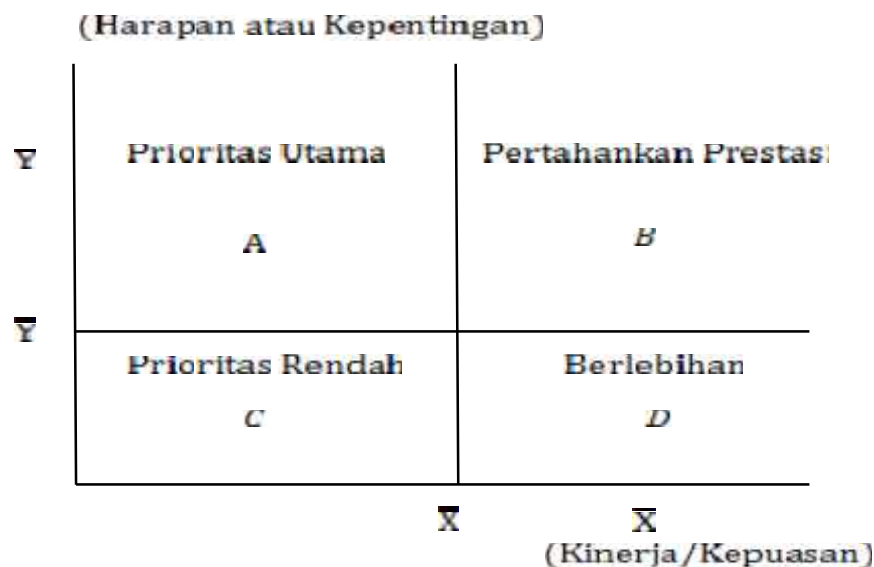 (Harapan atau Kepentingan)
Y̅ Prioritas Utama Pertahankan Prestasi
A B
Y̅
Prioritas Rendah Berlebihan
C D
X̅ X̅
(Kinerja/Kepuasan)